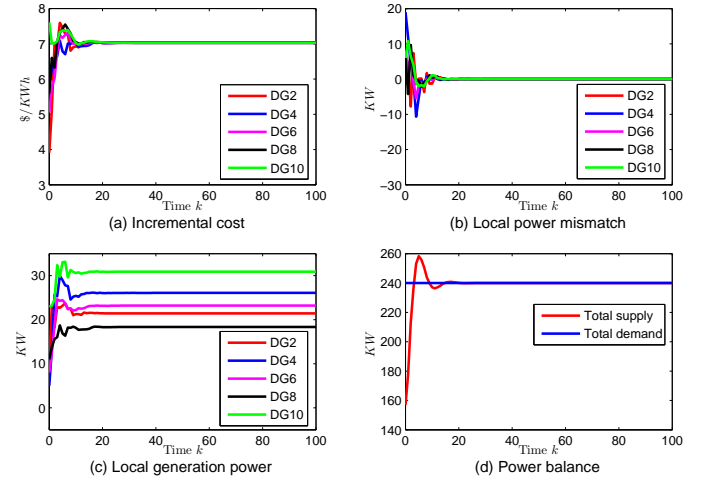 8
7
6
5
4
3
$/KWh
0 20 40 60 80 100
Time k
DG2
DG4
DG6
DG8
DG10
(a) Incremental cost
20
10
0
−10
−20
−30
KW
0 20 40 60 80 100
Time k
DG2
DG4
DG6
DG8
DG10
(b) Local power mismatch
30
20
10
0
KW
0 20 40 60 80 100
Time k
DG2
DG4
DG6
DG8
DG10
(c) Local generation power
260
240
220
200
180
160
140
KW
0 20 40 60 80 100
Time k
Total supply
Total demand
(d) Power balance